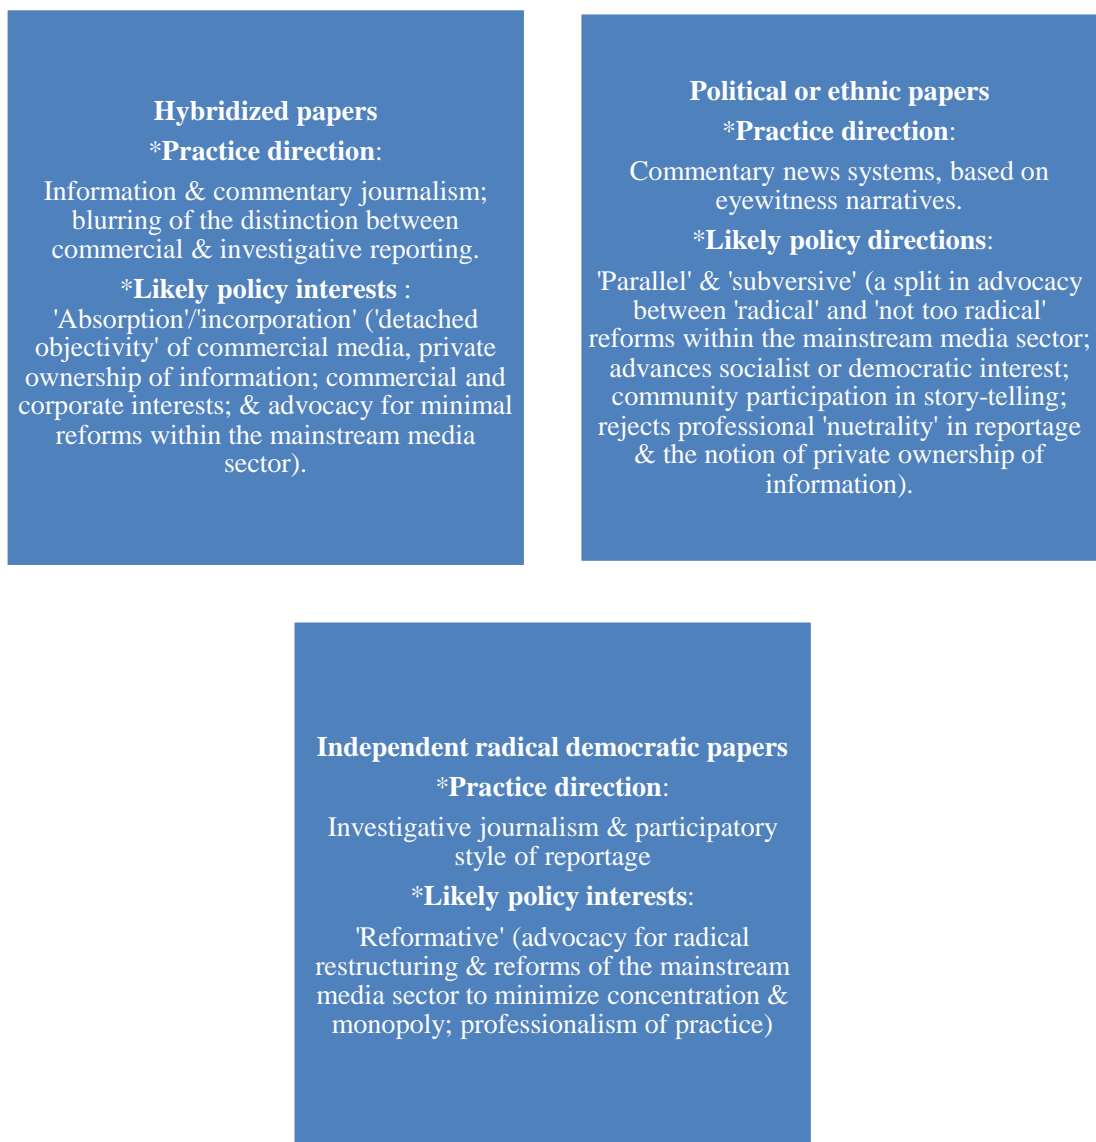 Hybridized papers
*Practice direction:
Information & commentary journalism;
blurring of the distinction between
commercial & investigative reporting.
*Likely policy interests :
'Absorption'/'incorporation' ('detached
objectivity' of commercial media, private
ownership of information; commercial and
corporate interests; & advocacy for minimal
reforms within the mainstream media
sector).
Political or ethnic papers
*Practice direction:
Commentary news systems, based on
eyewitness narratives.
*Likely policy directions:
'Parallel' & 'subversive' (a split in advocacy
between 'radical' and 'not too radical'
reforms within the mainstream media sector;
advances socialist or democratic interest;
community participation in story-telling;
rejects professional 'nuetrality' in reportage
& the notion of private ownership of
information).
Independent radical democratic papers
*Practice direction:
Investigative journalism & participatory
style of reportage
*Likely policy interests:
'Reformative' (advocacy for radical
restructuring & reforms of the mainstream
media sector to minimize concentration &
monopoly; professionalism of practice)